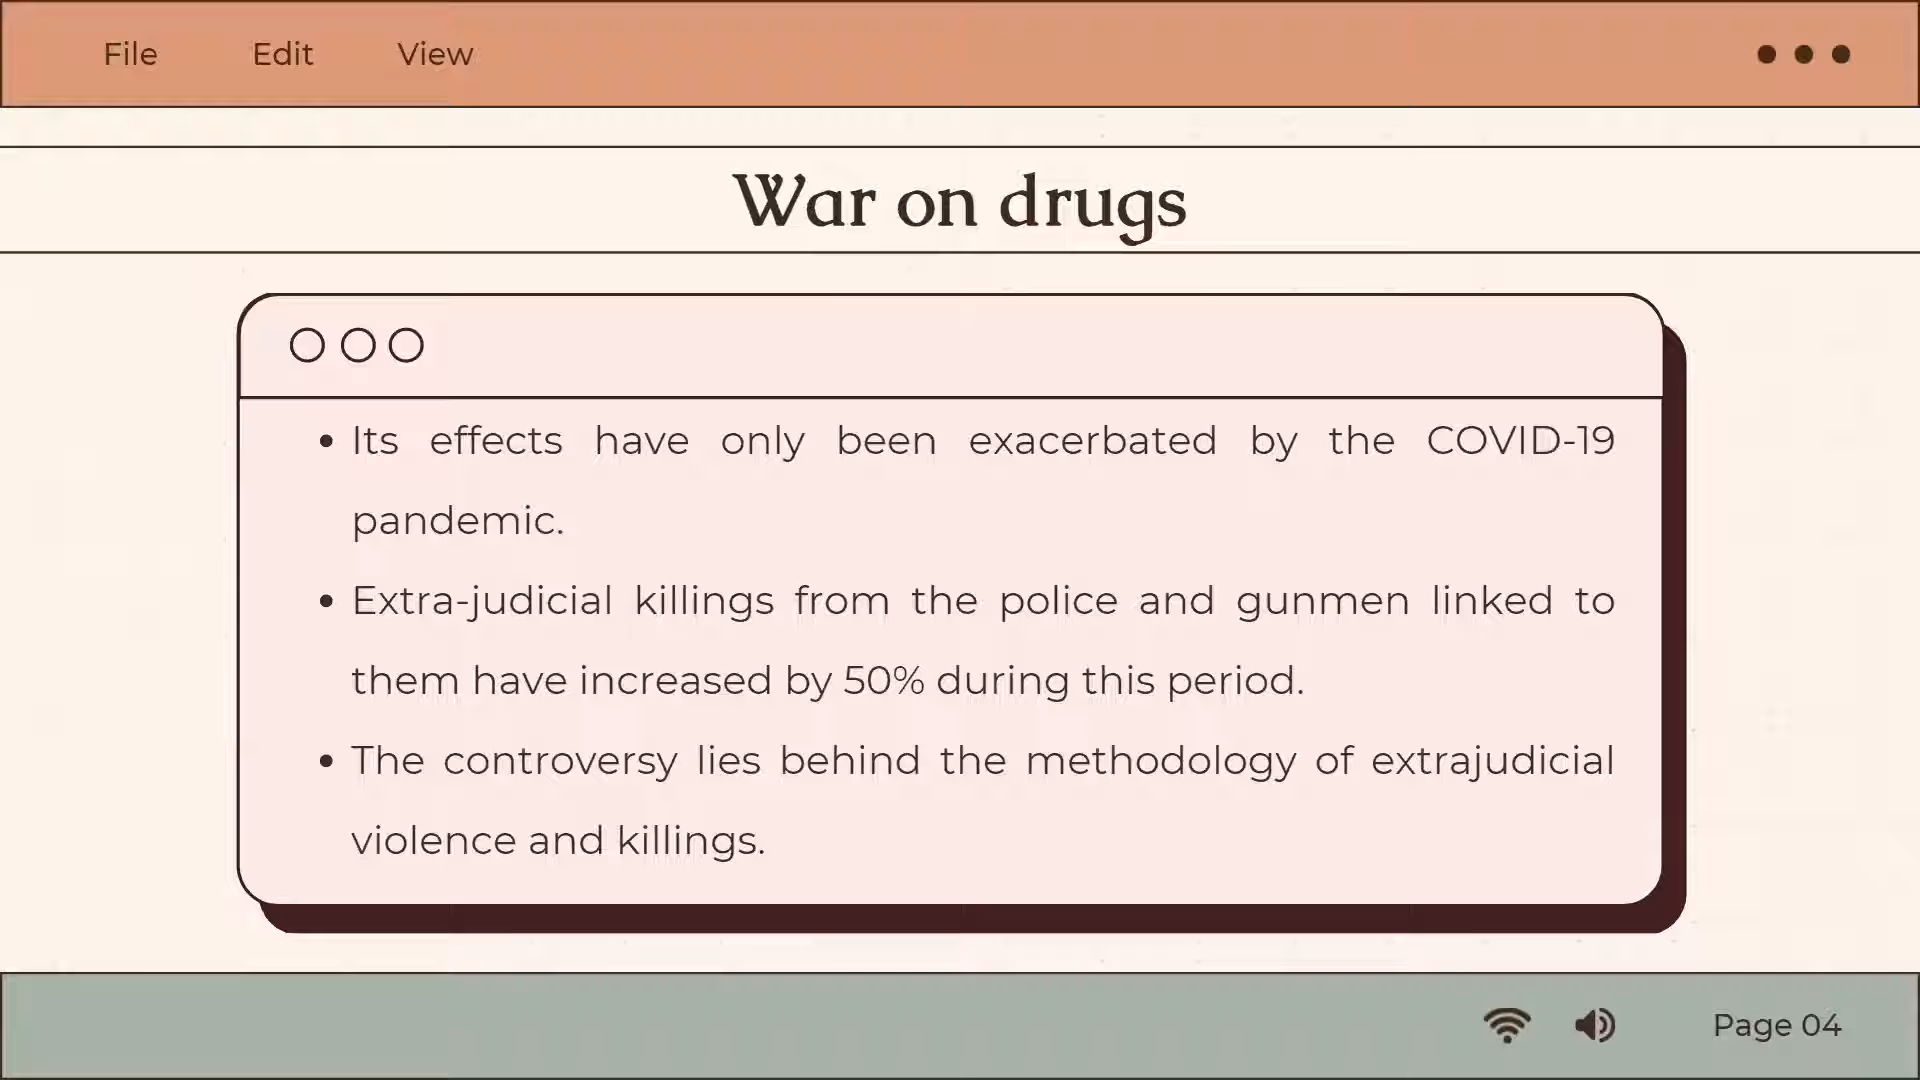 File Edit View
War on drugs
• Its effects have only been exacerbated by the COVID-19
pandemic.
• Extra-judicial killings from the police and gunmen linked to
them have increased by 50% during this period.
• The controversy lies behind the methodology of extrajudicial
violence and killings.
Page 04